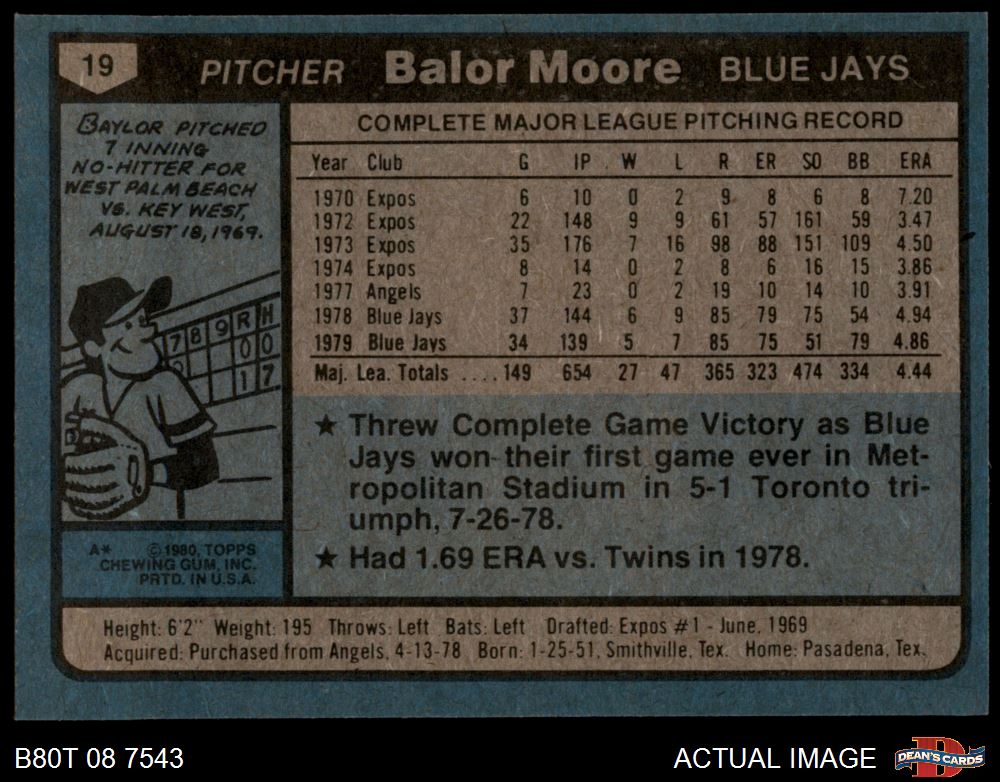 19 PITCHER Balor Moore BLUE JAYS
BAYLOR PITCHED
7 INNING
NO-HITTER FOR
WEST PALM BEACH
VS. KEY WEST,
AUGUST 18, 1969.
7 8 9 R H
0 0
0 1 7
A* ©1980, TOPPS
CHEWING GUM, INC.
PRTD. IN U.S.A.
COMPLETE MAJOR LEAGUE PITCHING RECORD
Year Club G IP W L R ER SO BB ERA
1970 Expos 6 10 0 2 9 8 6 8 7.20
1972 Expos 22 148 9 9 61 57 161 59 3.47
1973 Expos 35 176 7 16 98 88 151 109 4.50
1974 Expos 8 14 0 2 8 6 16 15 3.86
1977 Angels 7 23 0 2 19 10 14 10 3.91
1978 Blue Jays 37 144 6 9 85 79 75 54 4.94
1979 Blue Jays 34 139 5 7 85 75 51 79 4.86
Maj. Lea. Totals ....149 654 27 47 365 323 474 334 4.44
★ Threw Complete Game Victory as Blue
Jays won their first game ever in Met-
ropolitan Stadium in 5-1 Toronto tri-
umph, 7-26-78.
★ Had 1.69 ERA vs. Twins in 1978.
Height: 6'2" Weight: 195 Throws: Left Bats: Left Drafted: Expos #1 - June, 1969
Acquired: Purchased from Angels, 4-13-78 Born: 1-25-51, Smithville, Tex. Home: Pasadena, Tex.
B80T 08 7543
ACTUAL IMAGE
D
DEAN'S CARDS